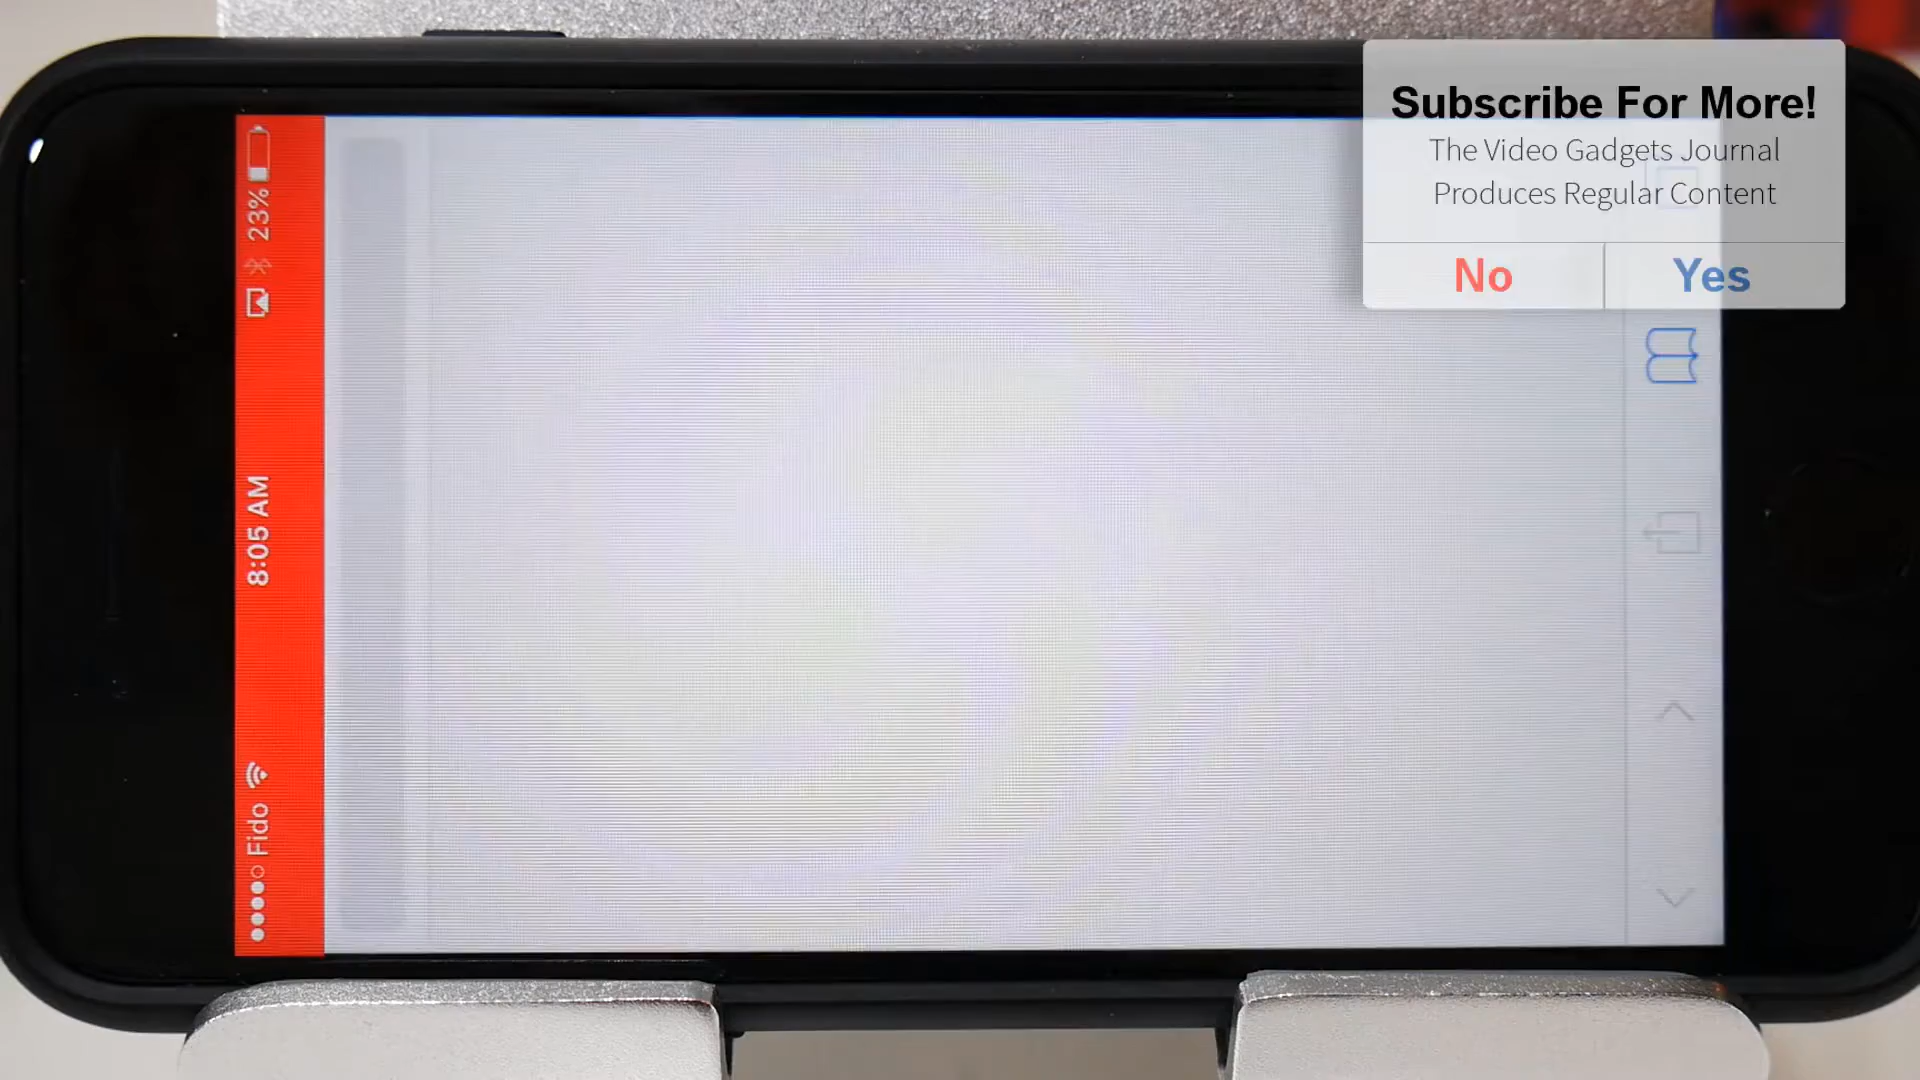 Subscribe For More!
The Video Gadgets Journal
Produces Regular Content
No Yes
Fido 8:05 AM 23%